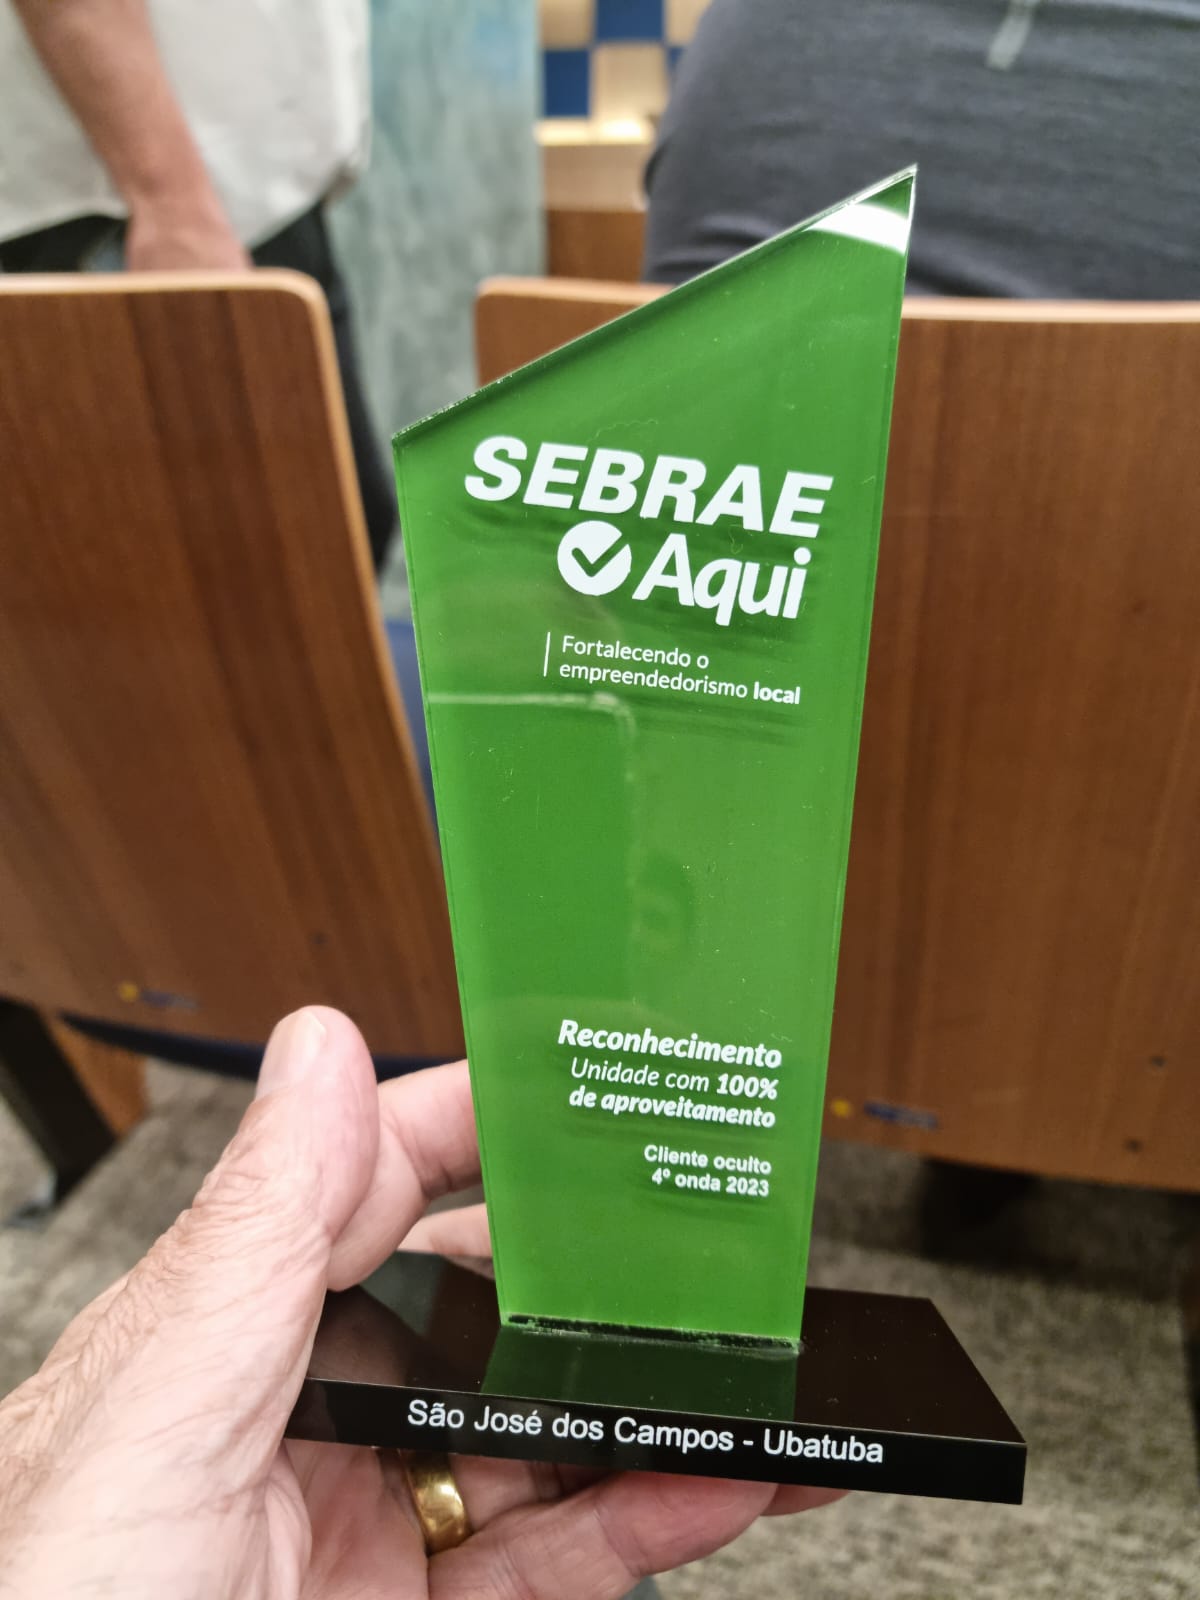 SEBRAE
Aqui
Fortalecendo o
empreendedorismo local
Reconhecimento
Unidade com 100%
de aproveitamento
Cliente oculto
4º onda 2023
São José dos Campos - Ubatuba